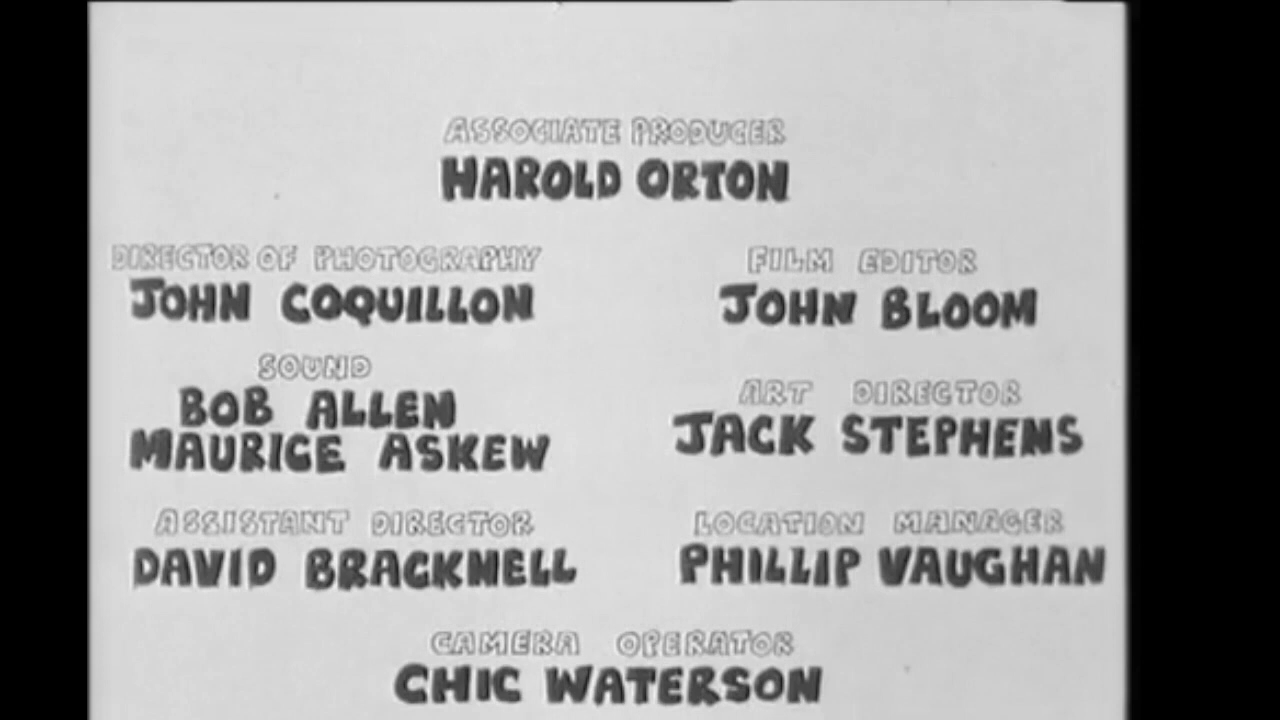 ASSOCIATE PRODUCER
HAROLD ORTON
DIRECTOR OF PHOTOGRAPHY
JOHN COQUILLON
FILM EDITOR
JOHN BLOOM
SOUND
BOB ALLEN
MAURICE ASKEW
ART DIRECTOR
JACK STEPHENS
ASSISTANT DIRECTOR
DAVID BRACKNELL
LOCATION MANAGER
PHILLIP VAUGHAN
CAMERA OPERATOR
CHIC WATERSON